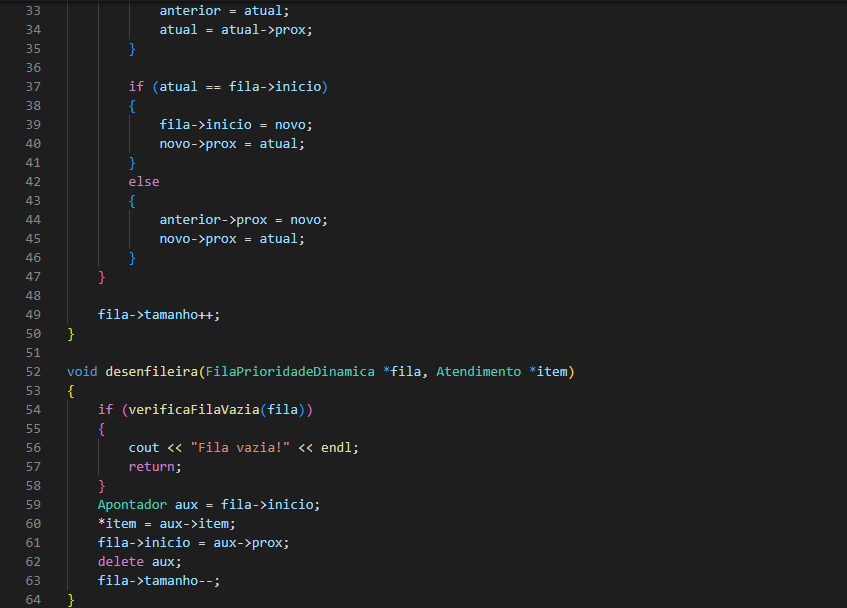 33 anterior = atual;
34 atual = atual->prox;
35 }
36
37 if (atual == fila->inicio)
38 {
39 fila->inicio = novo;
40 novo->prox = atual;
41 }
42 else
43 {
44 anterior->prox = novo;
45 novo->prox = atual;
46 }
47 }
48
49 fila->tamanho++;
50 }
51
52 void desenfileira(FilaPrioridadeDinamica *fila, Atendimento *item)
53 {
54 if (verificaFilaVazia(fila))
55 {
56 cout << "Fila vazia!" << endl;
57 return;
58 }
59 Apontador aux = fila->inicio;
60 *item = aux->item;
61 fila->inicio = aux->prox;
62 delete aux;
63 fila->tamanho--;
64 }